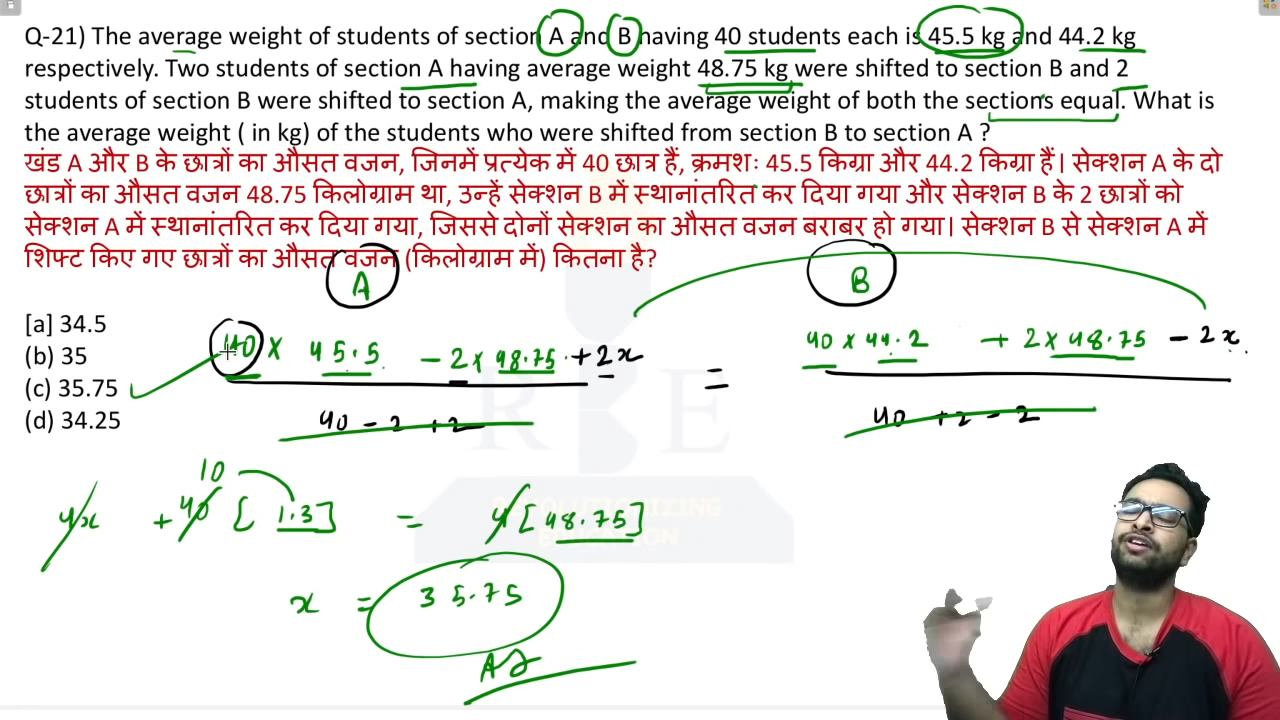 Q-21) The average weight of students of section A and B having 40 students each is 45.5 kg and 44.2 kg
respectively. Two students of section A having average weight 48.75 kg were shifted to section B and 2
students of section B were shifted to section A, making the average weight of both the sections equal. What is
the average weight ( in kg) of the students who were shifted from section B to section A ?
खंड A और B के छात्रों का औसत वजन, जिनमें प्रत्येक में 40 छात्र हैं, क्रमशः 45.5 किग्रा और 44.2 किग्रा हैं। सेक्शन A के दो
छात्रों का औसत वजन 48.75 किलोग्राम था, उन्हें सेक्शन B में स्थानांतरित कर दिया गया और सेक्शन B के 2 छात्रों को
सेक्शन A में स्थानांतरित कर दिया गया, जिससे दोनों सेक्शन का औसत वजन बराबर हो गया। सेक्शन B से सेक्शन A में
शिफ्ट किए गए छात्रों का औसत वजन (किलोग्राम में) कितना है?
A B
[a] 34.5
(b) 35
(c) 35.75
(d) 34.25
40 × 45.5 - 2 × 48.75 + 2x = 40 × 44.2 + 2 × 48.75 - 2x
40 - 2 + 2 40 + 2 - 2
R B E
REVOLUTIONIZING
EDUCATION
10
4x + 40 [ 1.3] = 4 [48.75]
x = 35.75